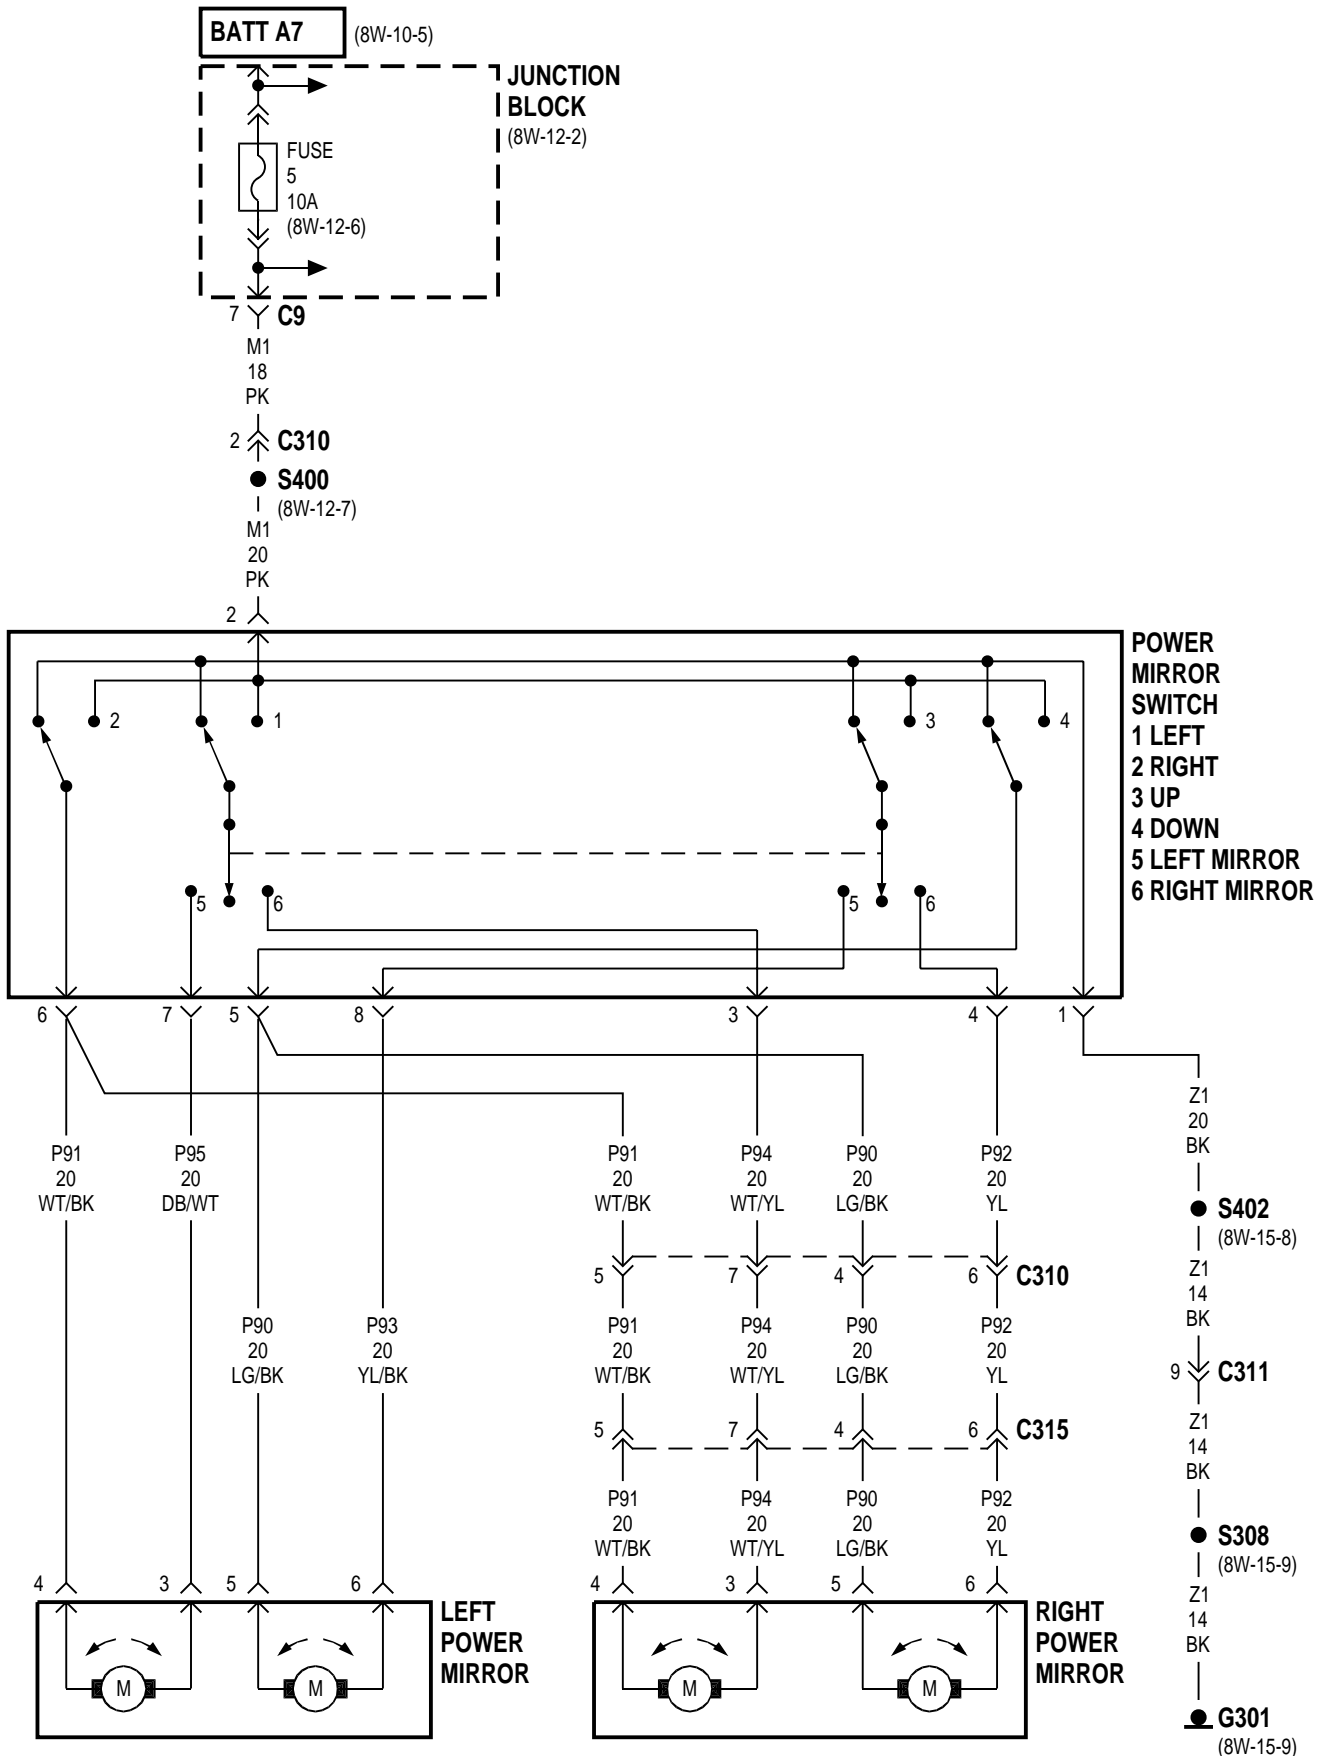 BATT A7 (8W-10-5)
JUNCTION
BLOCK
(8W-12-2)
FUSE
5
10A
(8W-12-6)
7 C9
M1
18
PK
2 C310
S400
(8W-12-7)
M1
20
PK
2
POWER
MIRROR
SWITCH
1 LEFT
2 RIGHT
3 UP
4 DOWN
5 LEFT MIRROR
6 RIGHT MIRROR
2 1 3 4
5 6 5 6
6 7 5 8 3 4 1
Z1
20
BK
P91 P95 P91 P94 P90 P92
20 20 20 20 20 20
WT/BK DB/WT WT/BK WT/YL LG/BK YL
S402
(8W-15-8)
5 7 4 6 C310
Z1
14
BK
P90 P93 P91 P94 P90 P92
20 20 20 20 20 20
LG/BK YL/BK WT/BK WT/YL LG/BK YL
9 C311
5 7 4 6 C315
Z1
14
BK
P91 P94 P90 P92
20 20 20 20
WT/BK WT/YL LG/BK YL
S308
(8W-15-9)
4 3 5 6 4 3 5 6
Z1
14
BK
LEFT
POWER
MIRROR
RIGHT
POWER
MIRROR
M M M M
G301
(8W-15-9)